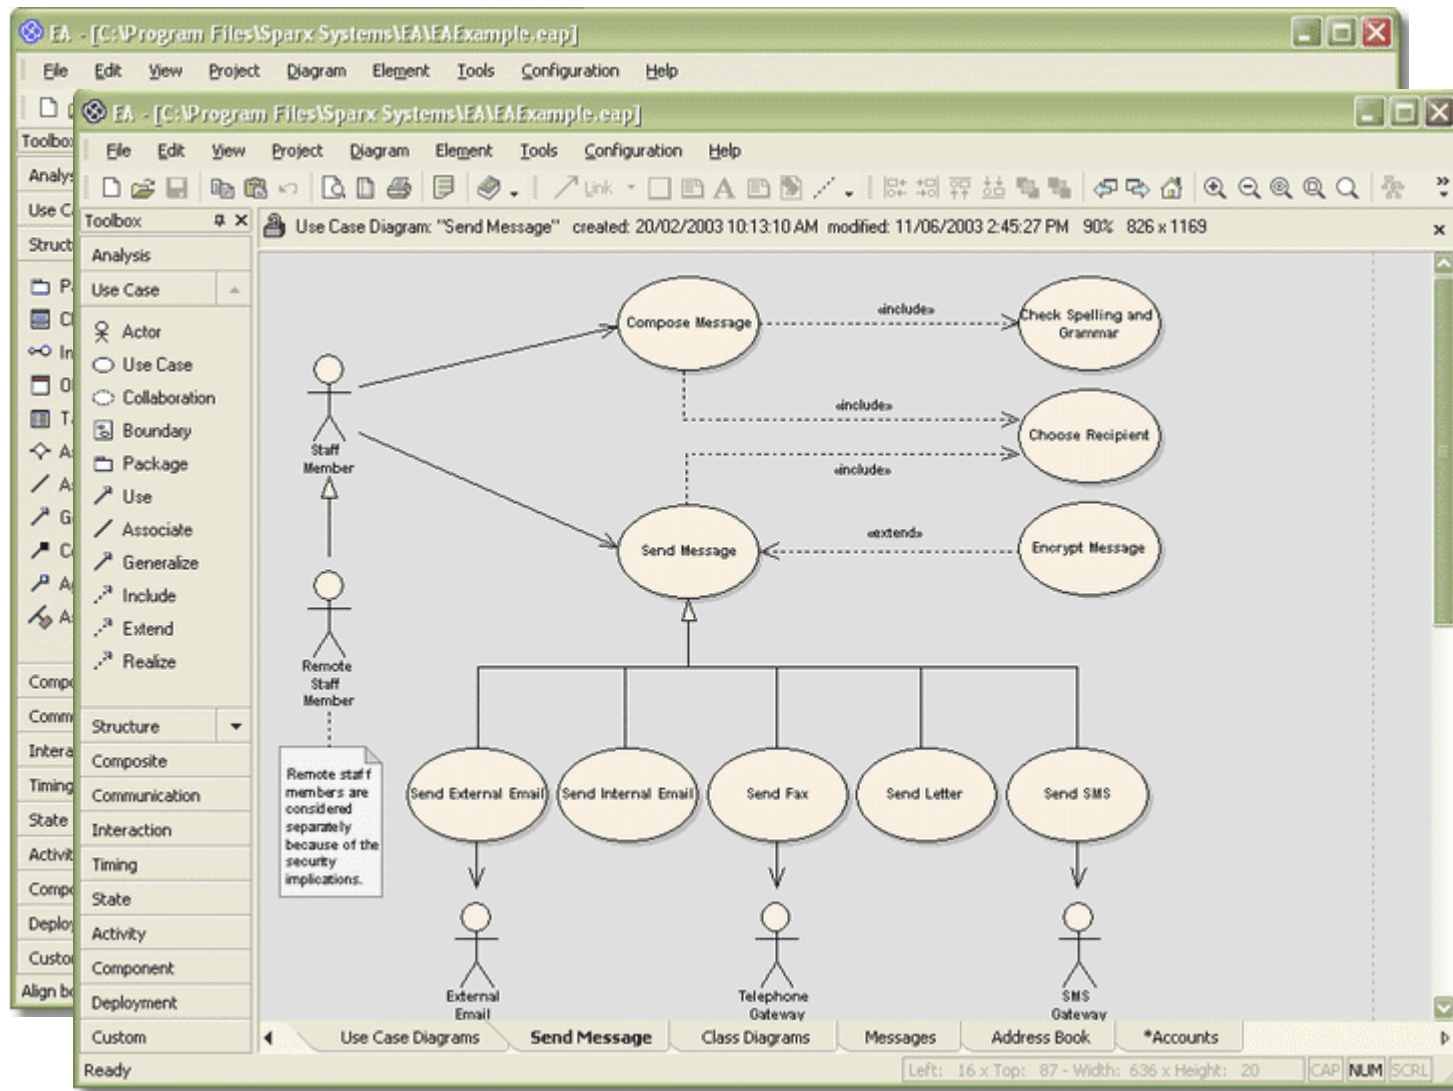 EA - [C:\Program Files\Sparx Systems\EA\EAExample.eap]
File Edit View Project Diagram Element Tools Configuration Help
EA - [C:\Program Files\Sparx Systems\EA\EAExample.eap]
File Edit View Project Diagram Element Tools Configuration Help
Link
Toolbox
Use Case Diagram: "Send Message" created: 20/02/2003 10:13:10 AM modified: 11/06/2003 2:45:27 PM 90% 826 x 1169
Analysis
Use Case
Actor
Use Case
Collaboration
Boundary
Package
Use
Associate
Generalize
Include
Extend
Realize
Structure
Composite
Communication
Interaction
Timing
State
Activity
Component
Deployment
Custom
Compose Message
«include»
Check Spelling and
Grammar
«include»
Choose Recipient
«include»
Staff
Member
Send Message
«extend»
Encrypt Message
Remote
Staff
Member
Remote staff
members are
considered
separately
because of the
security
implications.
Send External Email
Send Internal Email
Send Fax
Send Letter
Send SMS
External
Email
Telephone
Gateway
SMS
Gateway
Use Case Diagrams Send Message Class Diagrams Messages Address Book *Accounts
Ready
Left: 16 x Top: 87 - Width: 636 x Height: 20 CAP NUM SCRL
State
Timing
Align